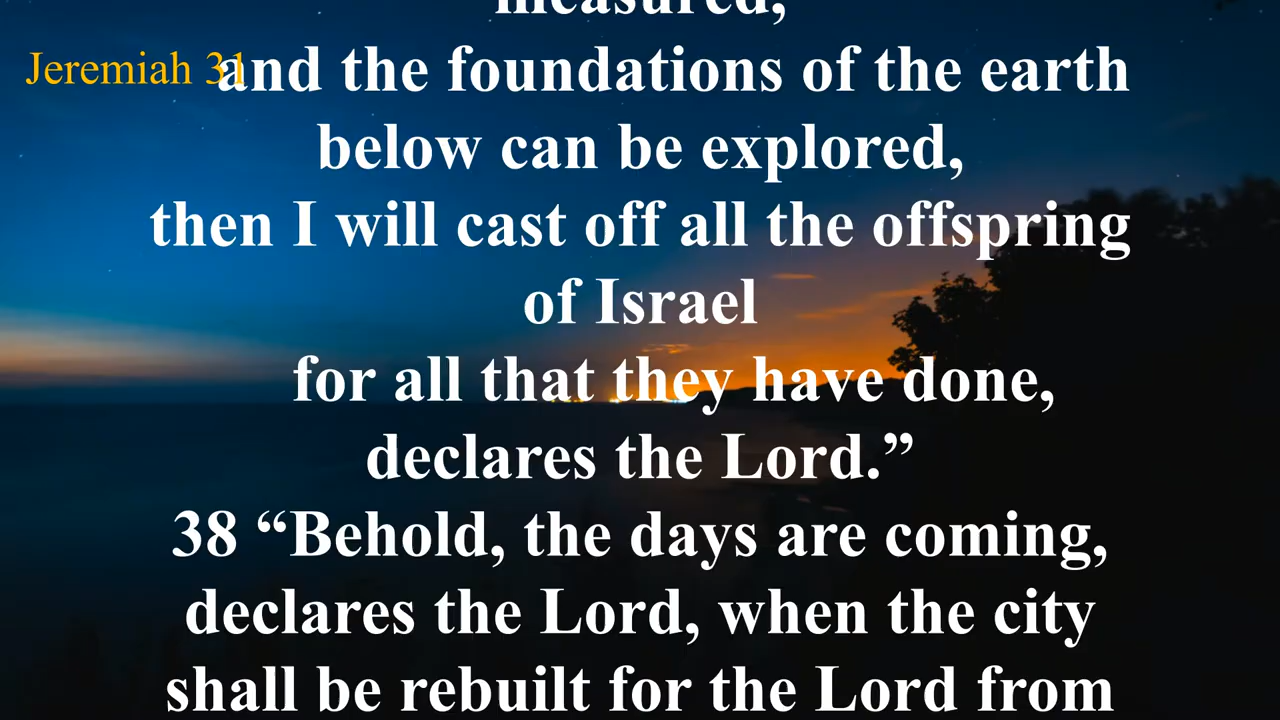 measured,
Jeremiah 31
and the foundations of the earth
below can be explored,
then I will cast off all the offspring
of Israel
for all that they have done,
declares the Lord.”
38 “Behold, the days are coming,
declares the Lord, when the city
shall be rebuilt for the Lord from